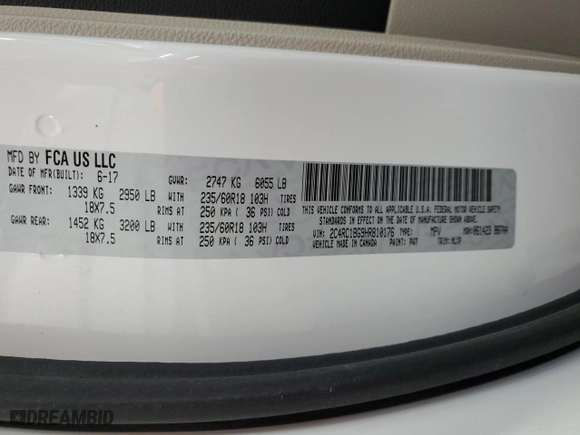 MFD BY FCA US LLC
DATE OF MFR(BUILT): 6-17 GVWR: 2747 KG 6055 LB
GAWR FRONT: 1339 KG 2950 LB WITH 235/60R18 103H TIRES
18X7.5 RIMS AT 250 KPA ( 36 PSI) COLD
GAWR REAR: 1452 KG 3200 LB WITH 235/60R18 103H TIRES
18X7.5 RIMS AT 250 KPA ( 36 PSI) COLD
THIS VEHICLE CONFORMS TO ALL APPLICABLE U.S.A. FEDERAL MOTOR VEHICLE SAFETY
STANDARDS IN EFFECT ON THE DATE OF MANUFACTURE SHOWN ABOVE.
VIN: 2C4RC1BG9HR810176 TYPE: MPV
VEHICLE MADE IN CANADA PAINT: PW7 TRIM:
DREAMBID